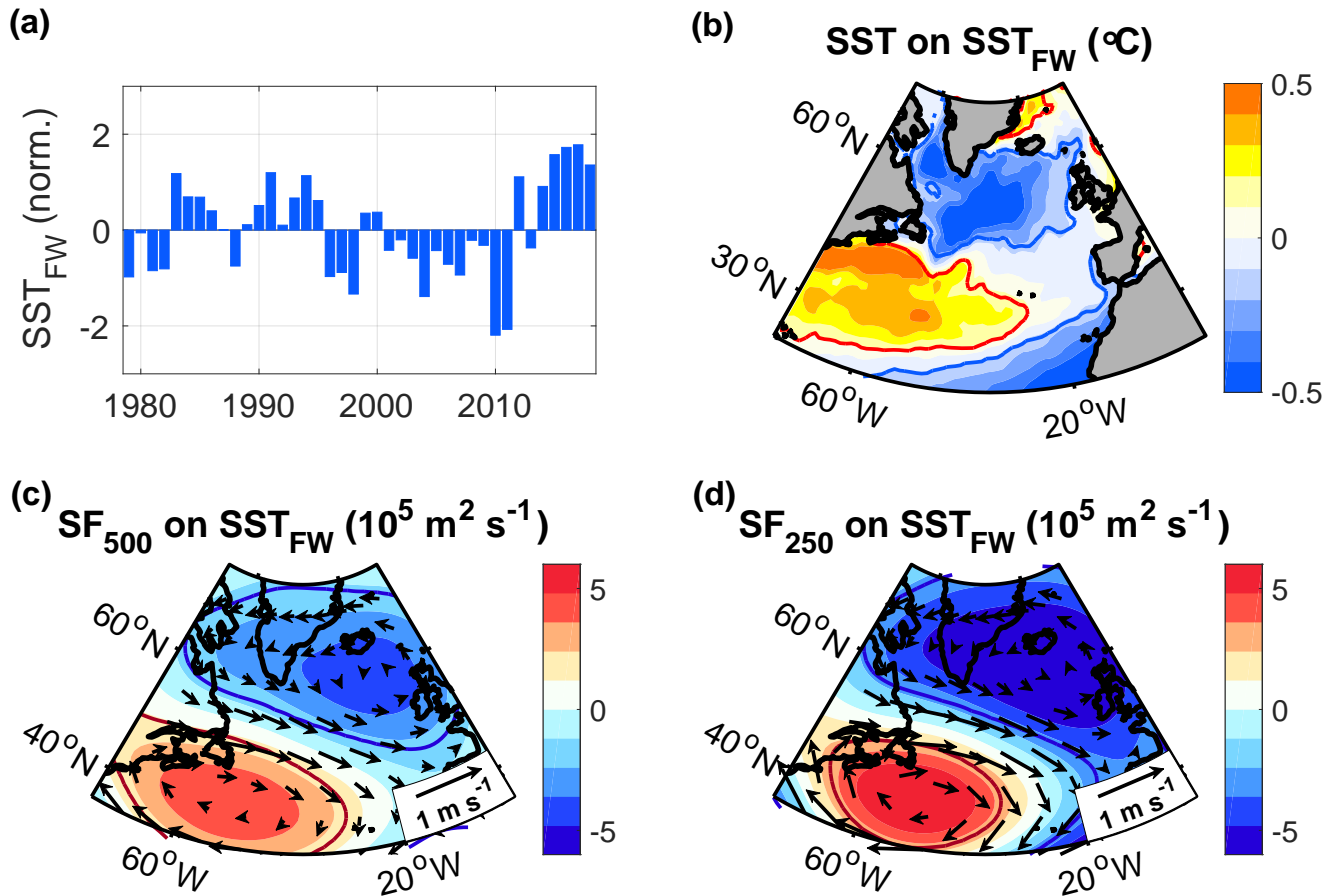 (a)
SST_FW (norm.)
2
0
-2
1980 1990 2000 2010
(b)
SST on SST_FW (°C)
60°N
30°N
60°W
20°W
0.5
0
-0.5
(c)
SF_500 on SST_FW (10^5 m^2 s^-1)
60°N
40°N
60°W
20°W
1 m s^-1
5
0
-5
(d)
SF_250 on SST_FW (10^5 m^2 s^-1)
60°N
40°N
60°W
20°W
1 m s^-1
5
0
-5